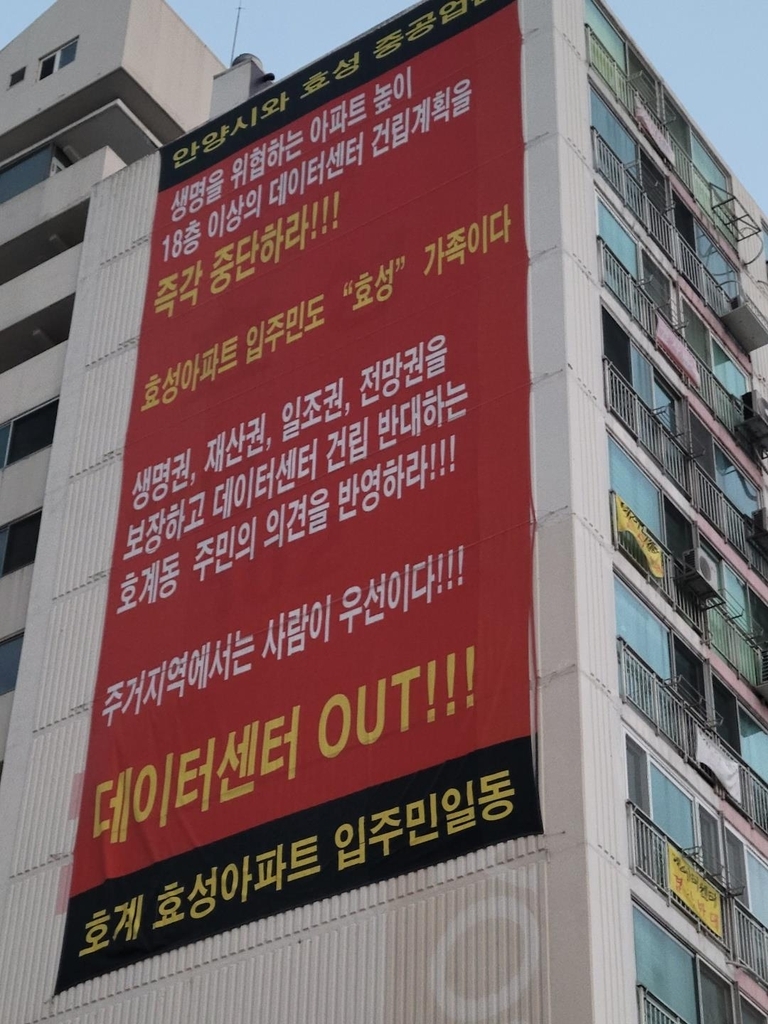 안양시와 효성 중공업은
생명을 위협하는 아파트 높이
18층 이상의 데이터센터 건립계획을
즉각 중단하라!!!
효성아파트 입주민도 “효성” 가족이다
생명권, 재산권, 일조권, 전망권을
보장하고 데이터센터 건립 반대하는
호계동 주민의 의견을 반영하라!!!
주거지역에서는 사람이 우선이다!!!
데이터센터 OUT!!!
호계 효성아파트 입주민일동